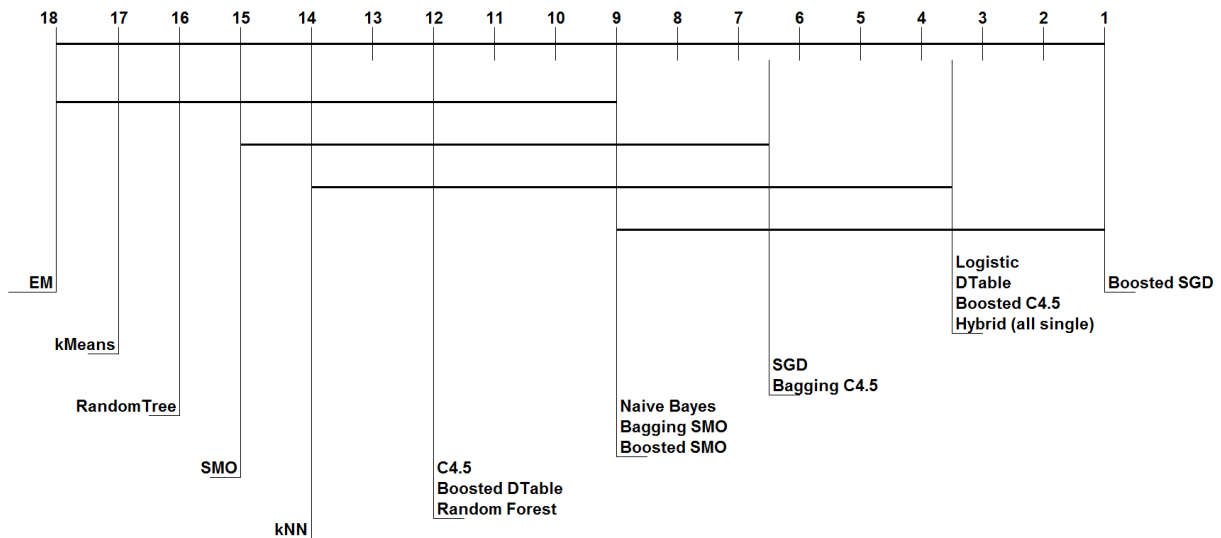 18 17 16 15 14 13 12 11 10 9 8 7 6 5 4 3 2 1
Logistic
EM
DTable
Boosted SGD
Boosted C4.5
Hybrid (all single)
kMeans
SGD
Bagging C4.5
RandomTree
Naive Bayes
Bagging SMO
Boosted SMO
SMO
C4.5
Boosted DTable
Random Forest
kNN